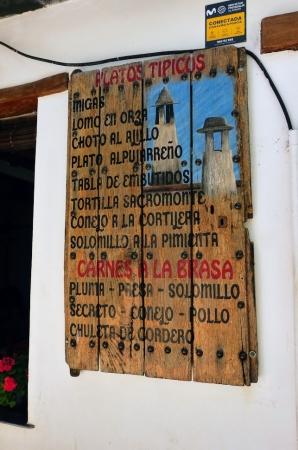 CONECTADA
PLATOS TIPICOS
MIGAS
LOMO EN ORZA
CHOTO AL AJILLO
PLATO ALPUJARREÑO
TABLA DE EMBUTIDOS
TORTILLA SACROMONTE
CONEJO A LA CORTIJERA
SOLOMILLO A LA PIMIENTA
CARNES A LA BRASA
PLUMA - PRESA - SOLOMILLO
SECRETO - CONEJO - POLLO
CHULETA DE CORDERO